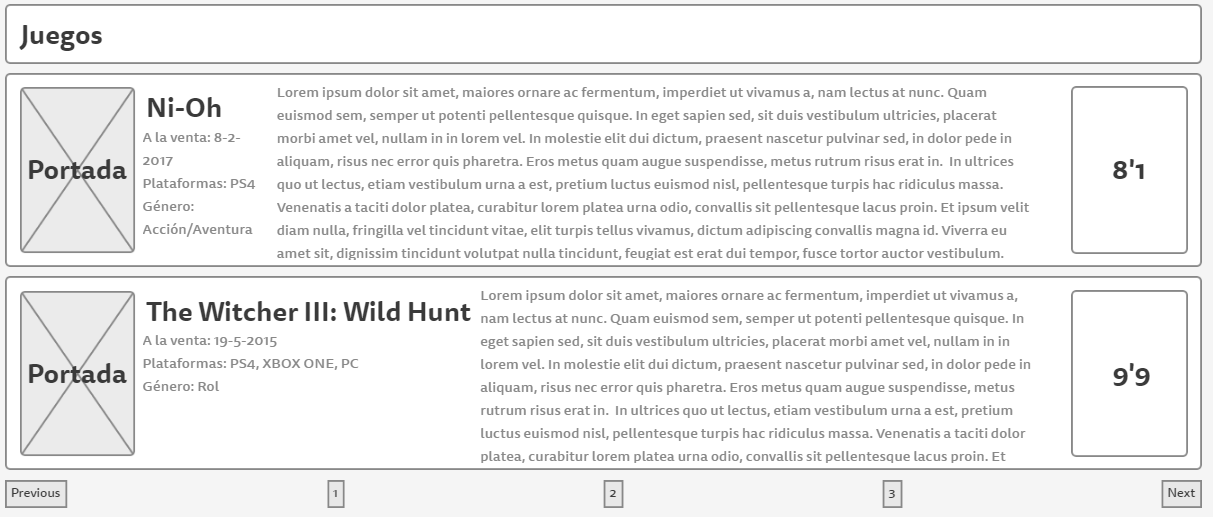 Juegos
Portada
Ni-Oh
A la venta: 8-2-
2017
Plataformas: PS4
Género:
Acción/Aventura
Lorem ipsum dolor sit amet, maiores ornare ac fermentum, imperdiet ut vivamus a, nam lectus at nunc. Quam
euismod sem, semper ut potenti pellentesque quisque. In eget sapien sed, sit duis vestibulum ultricies, placerat
morbi amet vel, nullam in in lorem vel. In molestie elit dui dictum, praesent nascetur pulvinar sed, in dolor pede in
aliquam, risus nec error quis pharetra. Eros metus quam augue suspendisse, metus rutrum risus erat in.  In ultrices
quo ut lectus, etiam vestibulum urna a est, pretium luctus euismod nisl, pellentesque turpis hac ridiculus massa.
Venenatis a taciti dolor platea, curabitur lorem platea urna odio, convallis sit pellentesque lacus proin. Et ipsum velit
diam nulla, fringilla vel tincidunt vitae, elit turpis tellus vivamus, dictum adipiscing convallis magna id. Viverra eu
amet sit, dignissim tincidunt volutpat nulla tincidunt, feugiat est erat dui tempor, fusce tortor auctor vestibulum.
8'1
Portada
The Witcher III: Wild Hunt
A la venta: 19-5-2015
Plataformas: PS4, XBOX ONE, PC
Género: Rol
Lorem ipsum dolor sit amet, maiores ornare ac fermentum, imperdiet ut vivamus a,
nam lectus at nunc. Quam euismod sem, semper ut potenti pellentesque quisque. In
eget sapien sed, sit duis vestibulum ultricies, placerat morbi amet vel, nullam in in
lorem vel. In molestie elit dui dictum, praesent nascetur pulvinar sed, in dolor pede in
aliquam, risus nec error quis pharetra. Eros metus quam augue suspendisse, metus
rutrum risus erat in.  In ultrices quo ut lectus, etiam vestibulum urna a est, pretium
luctus euismod nisl, pellentesque turpis hac ridiculus massa. Venenatis a taciti dolor
platea, curabitur lorem platea urna odio, convallis sit pellentesque lacus proin. Et
9'9
Previous
1
2
3
Next